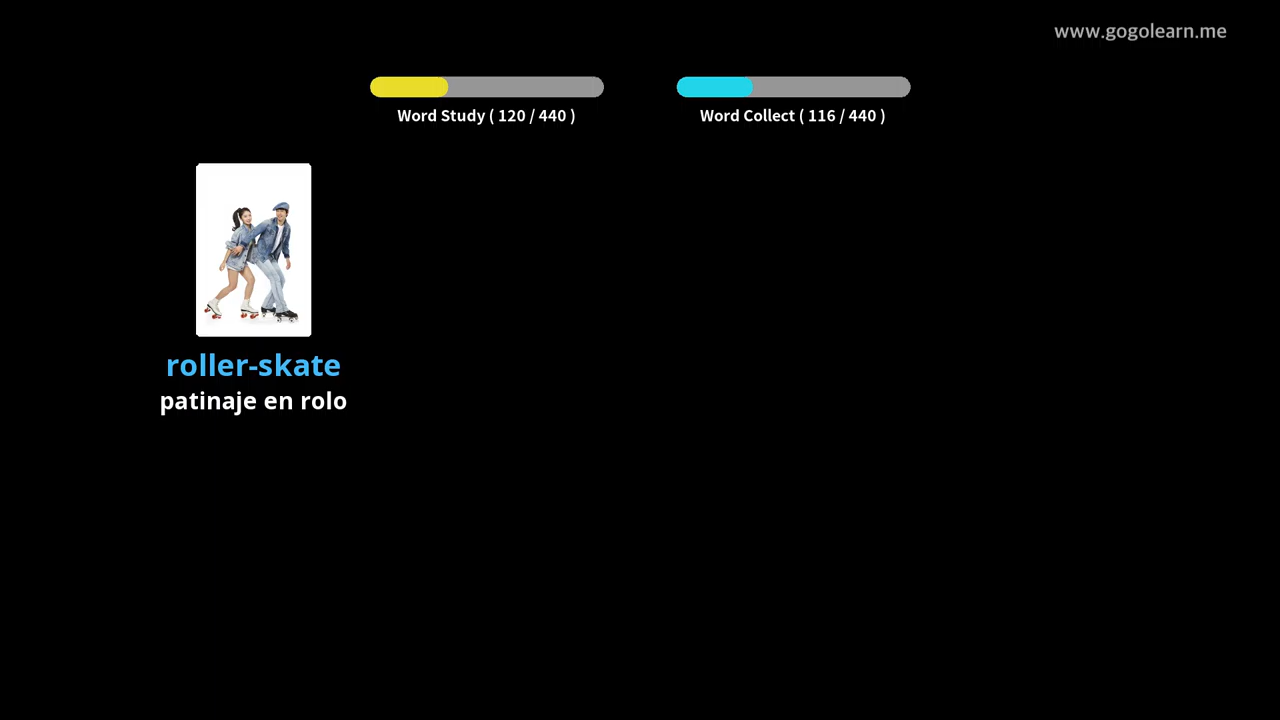 www.gogolearn.me
Word Study ( 120 / 440 )
Word Collect ( 116 / 440 )
roller-skate
patinaje en rolo